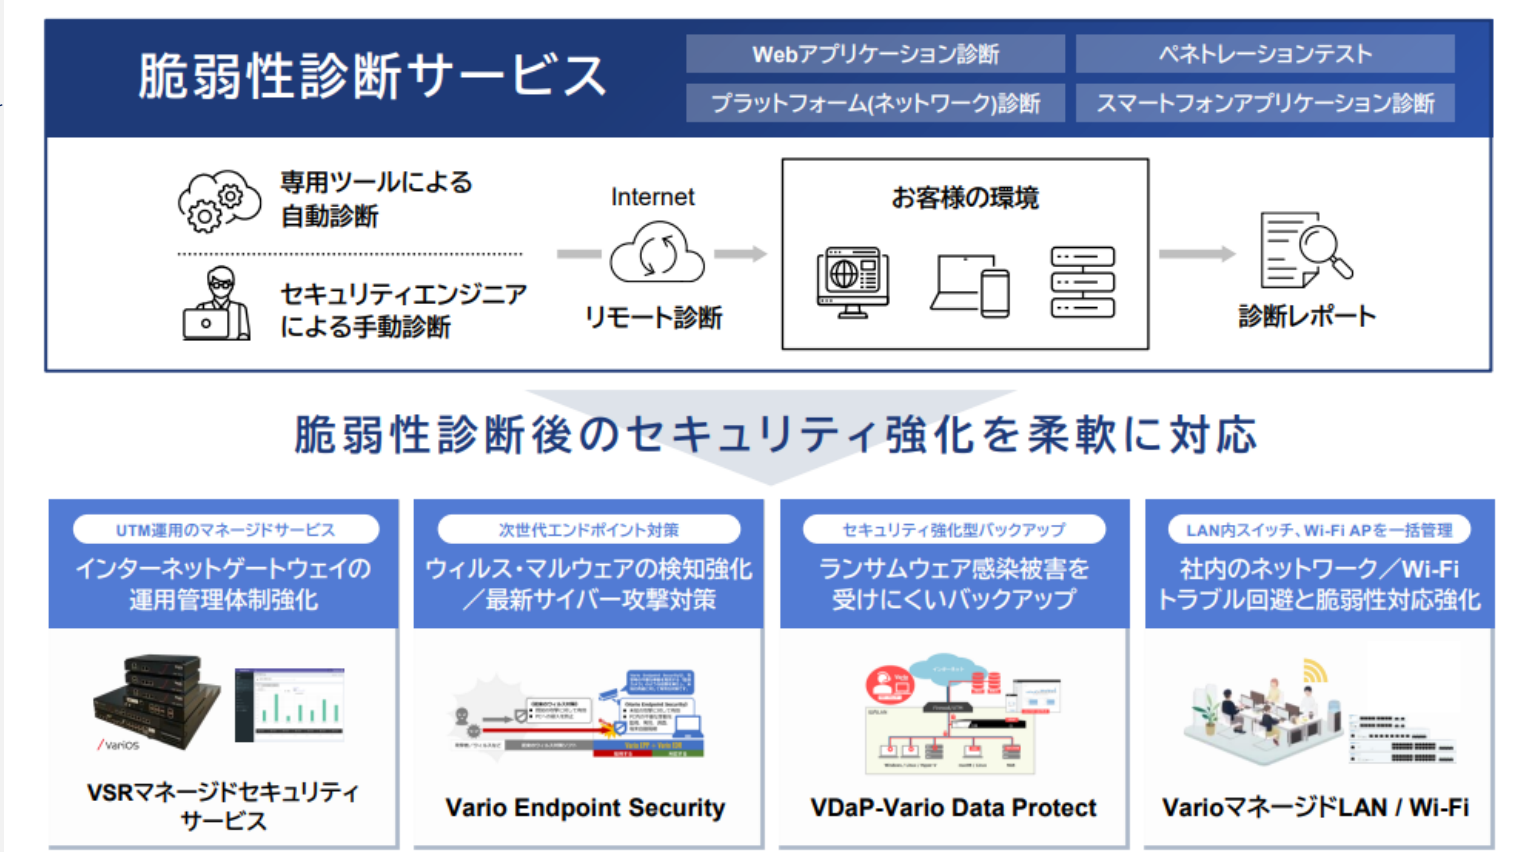 脆弱性診断サービス
Webアプリケーション診断
ペネトレーションテスト
プラットフォーム(ネットワーク)診断
スマートフォンアプリケーション診断
専用ツールによる
自動診断
セキュリティエンジニア
による手動診断
Internet
リモート診断
お客様の環境
診断レポート
脆弱性診断後のセキュリティ強化を柔軟に対応
UTM運用のマネージドサービス
インターネットゲートウェイの
運用管理体制強化
VarioS
VSRマネージドセキュリティ
サービス
次世代エンドポイント対策
ウィルス・マルウェアの検知強化
／最新サイバー攻撃対策
Vario Endpoint Security
セキュリティ強化型バックアップ
ランサムウェア感染被害を
受けにくいバックアップ
インターネット
VDaP-Vario Data Protect
LAN内スイッチ、Wi-Fi APを一括管理
社内のネットワーク／Wi-Fi
トラブル回避と脆弱性対応強化
VarioマネージドLAN / Wi-Fi